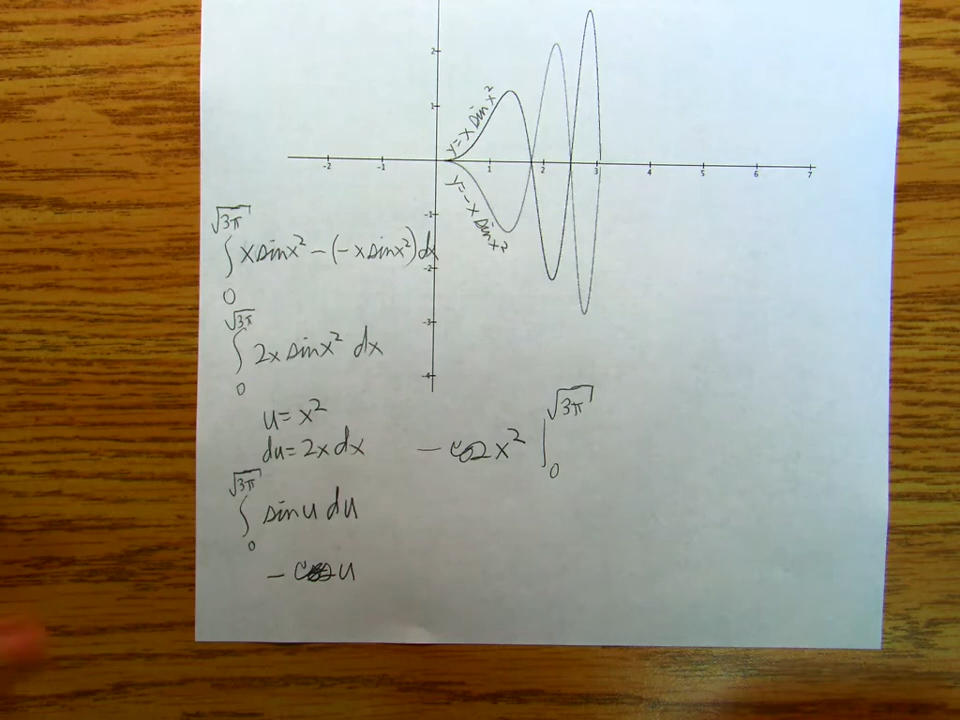 2
1
-2 -1 1 2 3 4 5 6 7
-1
-2
-3
-4
y = x sin x²
y = -x sin x²
∫₀^√3π x sin x² - (-x sin x²) dx
∫₀^√3π 2x sin x² dx
u = x²
du = 2x dx
∫₀^√3π sin u du
- cos u
- cos x² |₀^√3π